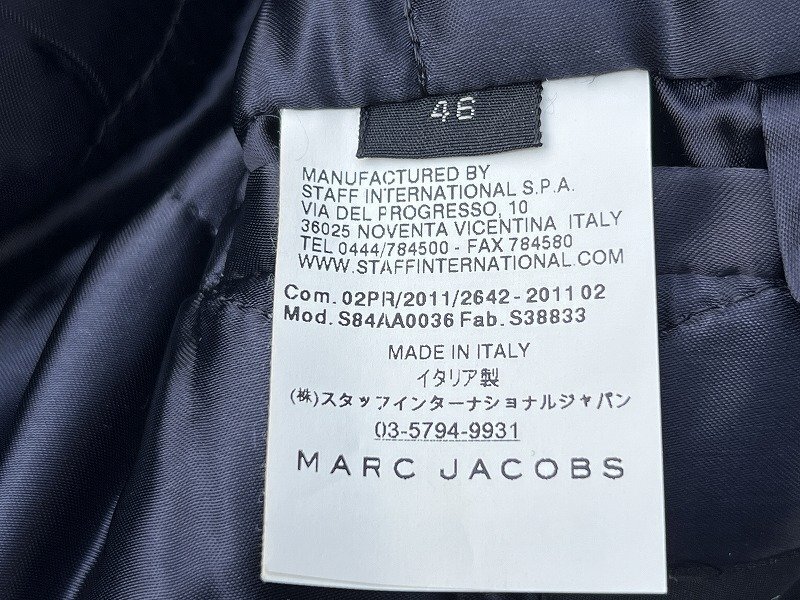 46
MANUFACTURED BY
STAFF INTERNATIONAL S.P.A.
VIA DEL PROGRESSO, 10
36025 NOVENTA VICENTINA ITALY
TEL 0444/784500 - FAX 784580
WWW.STAFFINTERNATIONAL.COM
Com. 02PR/2011/2642 - 2011 02
Mod. S84AA0036 Fab. S38833
MADE IN ITALY
イタリア製
(株)スタッフインターナショナルジャパン
03-5794-9931
MARC JACOBS